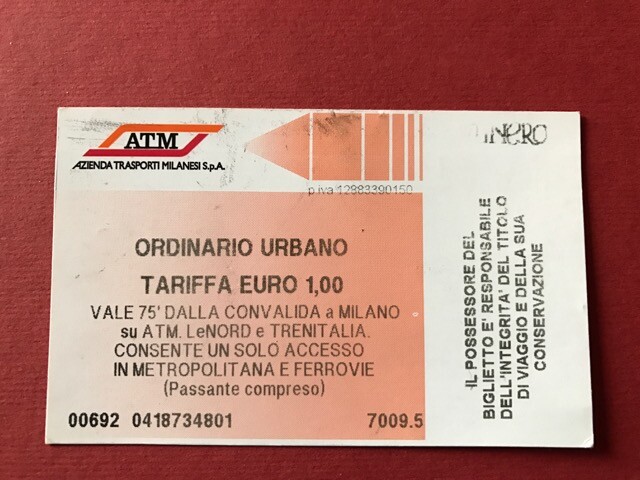 ATM
AZIENDA TRASPORTI MILANESI S.p.A.
p.iva 12883390150
ORDINARIO URBANO
TARIFFA EURO 1,00
VALE 75' DALLA CONVALIDA a MILANO
su ATM. LeNORD e TRENITALIA.
CONSENTE UN SOLO ACCESSO
IN METROPOLITANA E FERROVIE
(Passante compreso)
00692 0418734801 7009.5
IL POSSESSORE DEL
BIGLIETTO E' RESPONSABILE
DELL'INTEGRITA' DEL TITOLO
DI VIAGGIO E DELLA SUA
CONSERVAZIONE